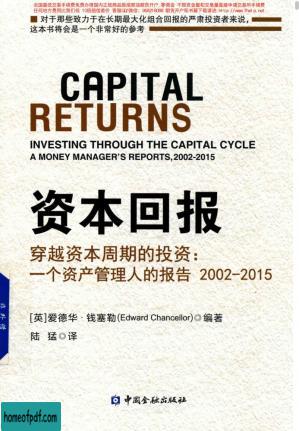 对于那些致力于在长期最大化组合回报的严肃投资者来说，
这本书将会是一个非常好的参考
CAPITAL
RETURNS
INVESTING THROUGH THE CAPITAL CYCLE
A MONEY MANAGER'S REPORTS, 2002-2015
资本回报
穿越资本周期的投资：
一个资产管理人的报告 2002-2015
[英]爱德华·钱塞勒(Edward Chancellor) 编著
陆 猛 译
中国金融出版社
homeofpdf.com